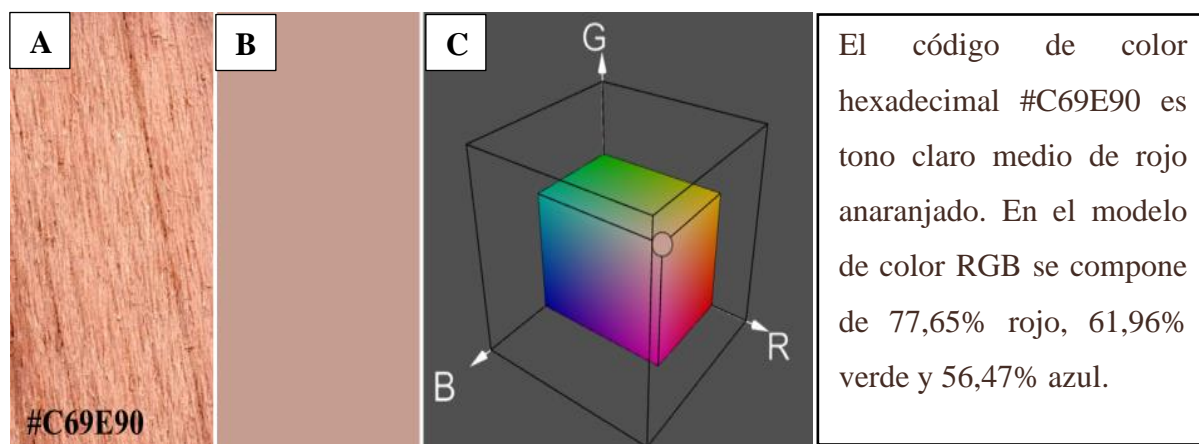 A
#C69E90
B
C
G
R
B
El código de color
hexadecimal #C69E90 es
tono claro medio de rojo
anaranjado. En el modelo
de color RGB se compone
de 77,65% rojo, 61,96%
verde y 56,47% azul.